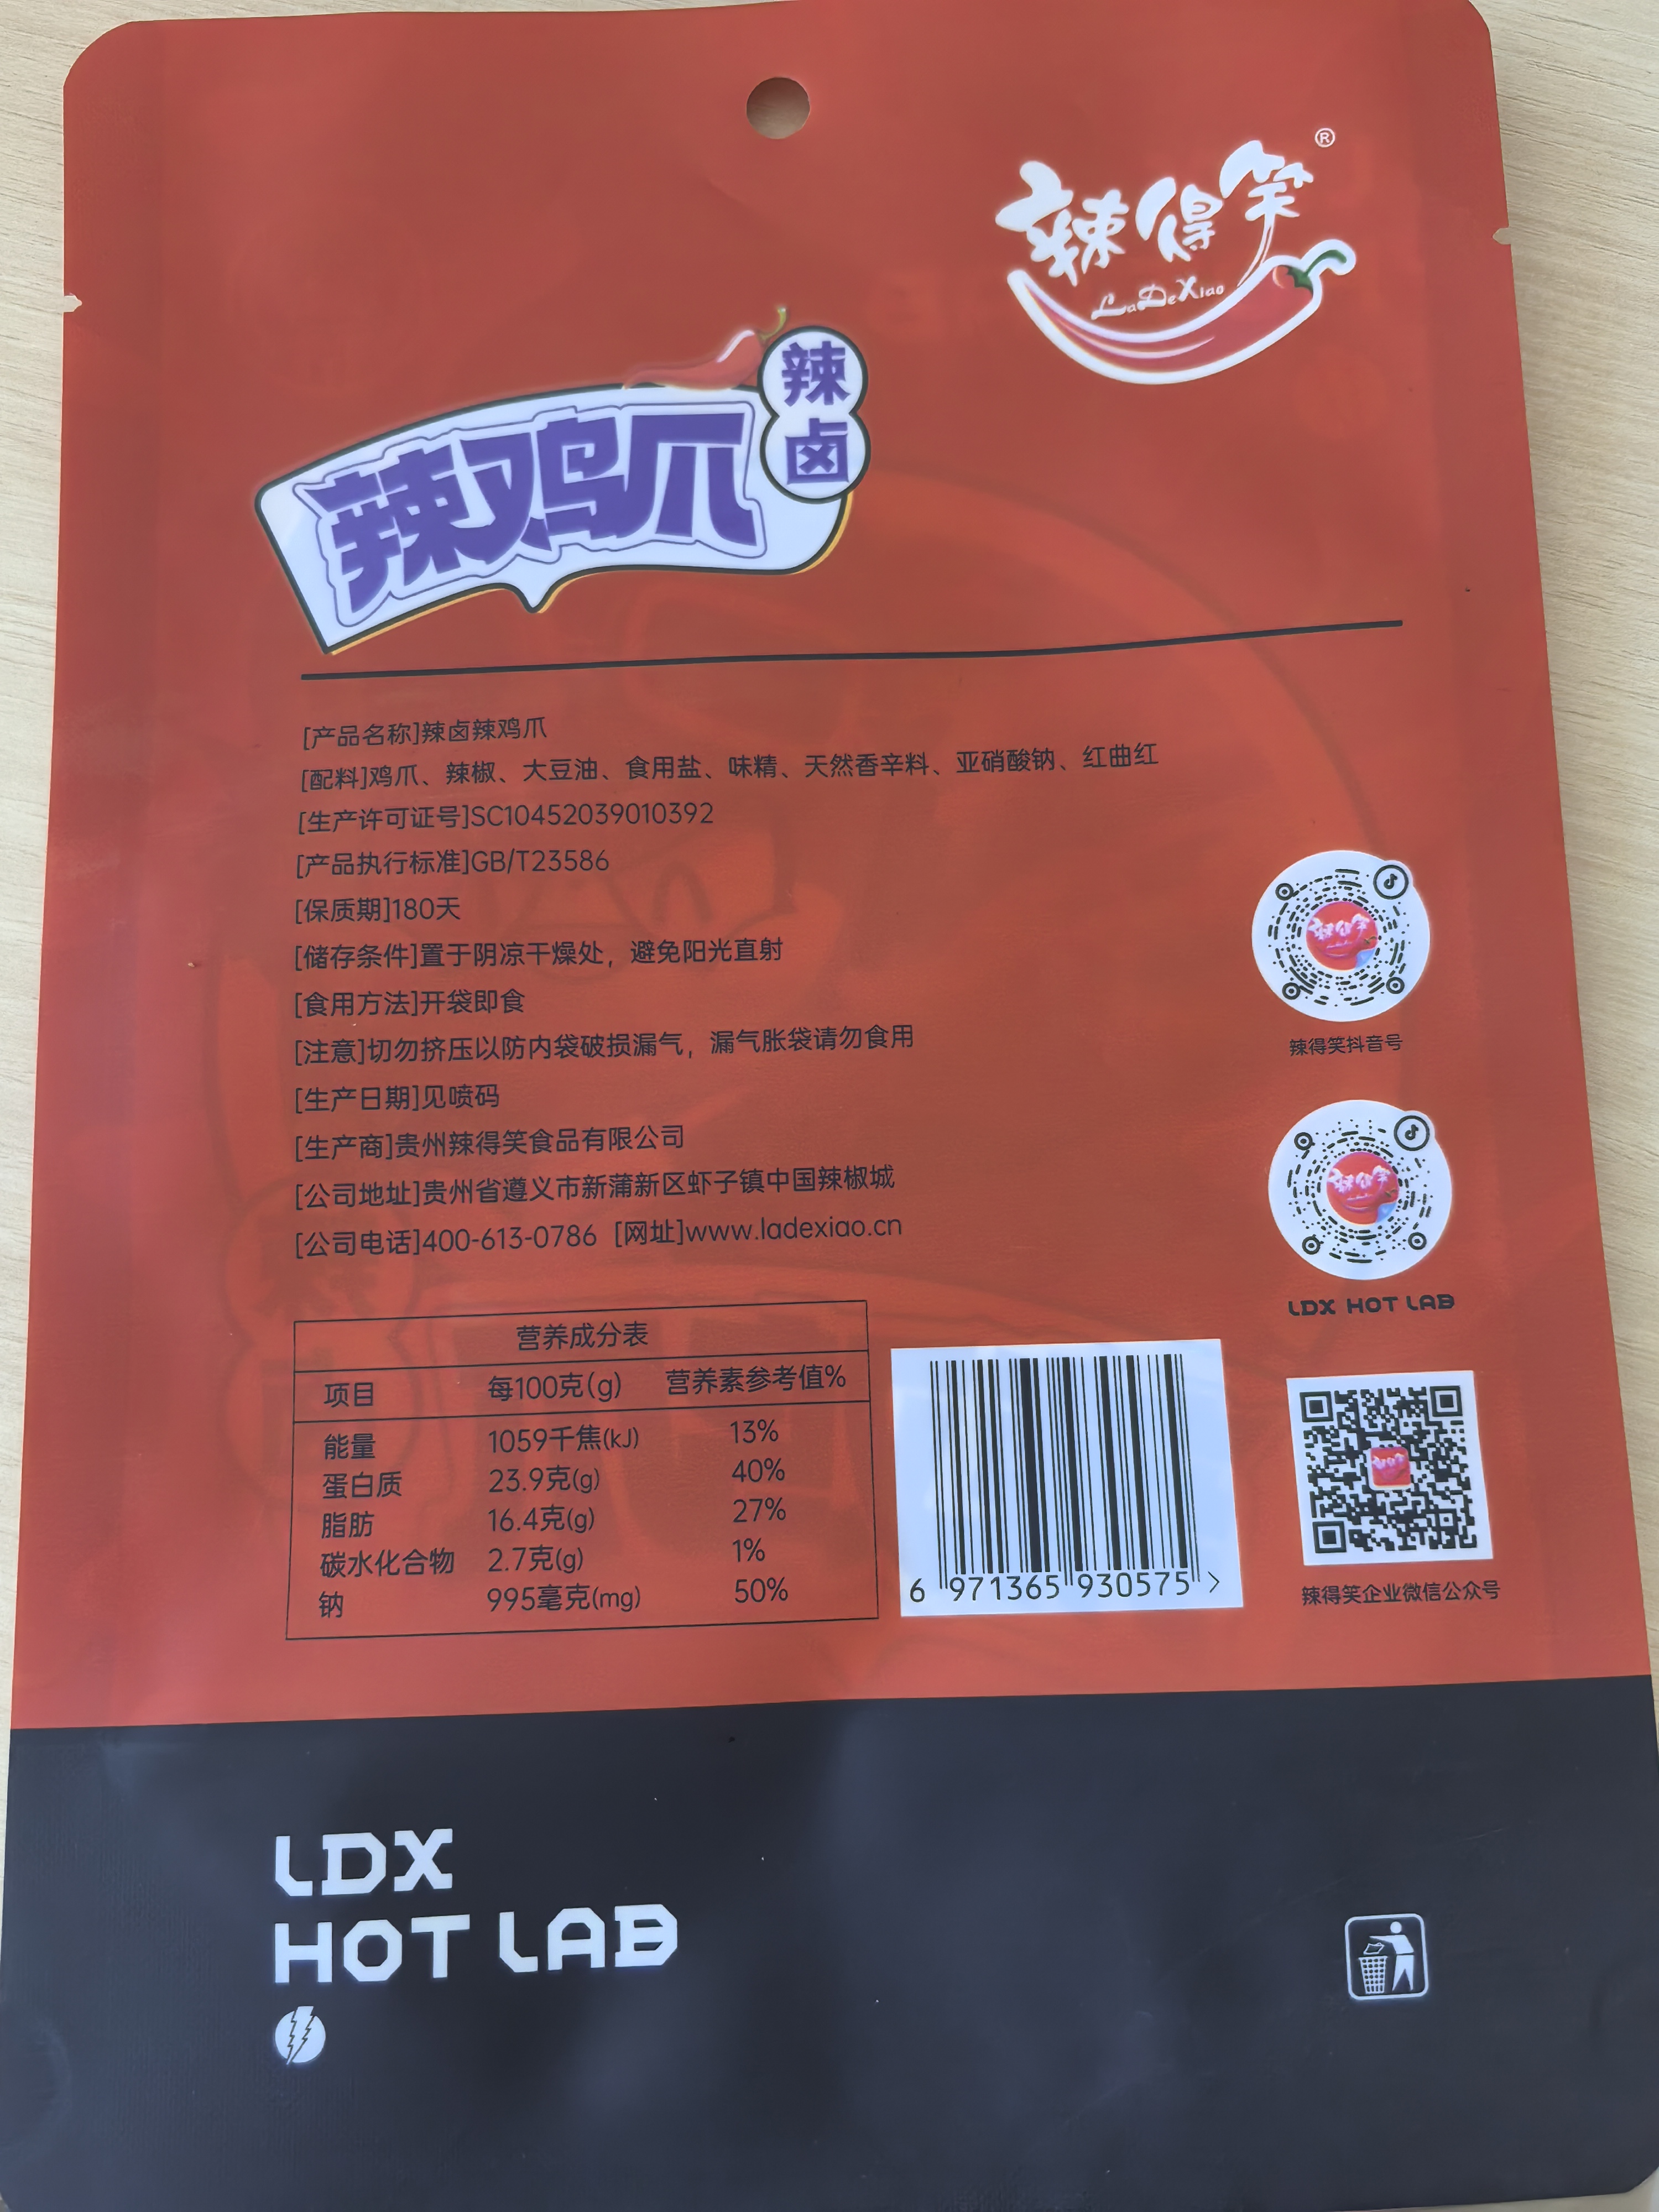 辣得笑®
LaDeXiao
辣卤
辣鸡爪
[产品名称]辣卤辣鸡爪
[配料]鸡爪、辣椒、大豆油、食用盐、味精、天然香辛料、亚硝酸钠、红曲红
[生产许可证号]SC10452039010392
[产品执行标准]GB/T23586
[保质期]180天
[储存条件]置于阴凉干燥处，避免阳光直射
[食用方法]开袋即食
[注意]切勿挤压以防内袋破损漏气，漏气胀袋请勿食用
[生产日期]见喷码
[生产商]贵州辣得笑食品有限公司
[公司地址]贵州省遵义市新蒲新区虾子镇中国辣椒城
[公司电话]400-613-0786 [网址]www.ladexiao.cn
辣得笑
辣得笑抖音号
辣得笑
LDX HOT LAB
营养成分表
项目 每100克(g) 营养素参考值%
能量 1059千焦(kJ) 13%
蛋白质 23.9克(g) 40%
脂肪 16.4克(g) 27%
碳水化合物 2.7克(g) 1%
钠 995毫克(mg) 50%
6 971365 930575 >
辣得笑
辣得笑企业微信公众号
LDX
HOT LAB